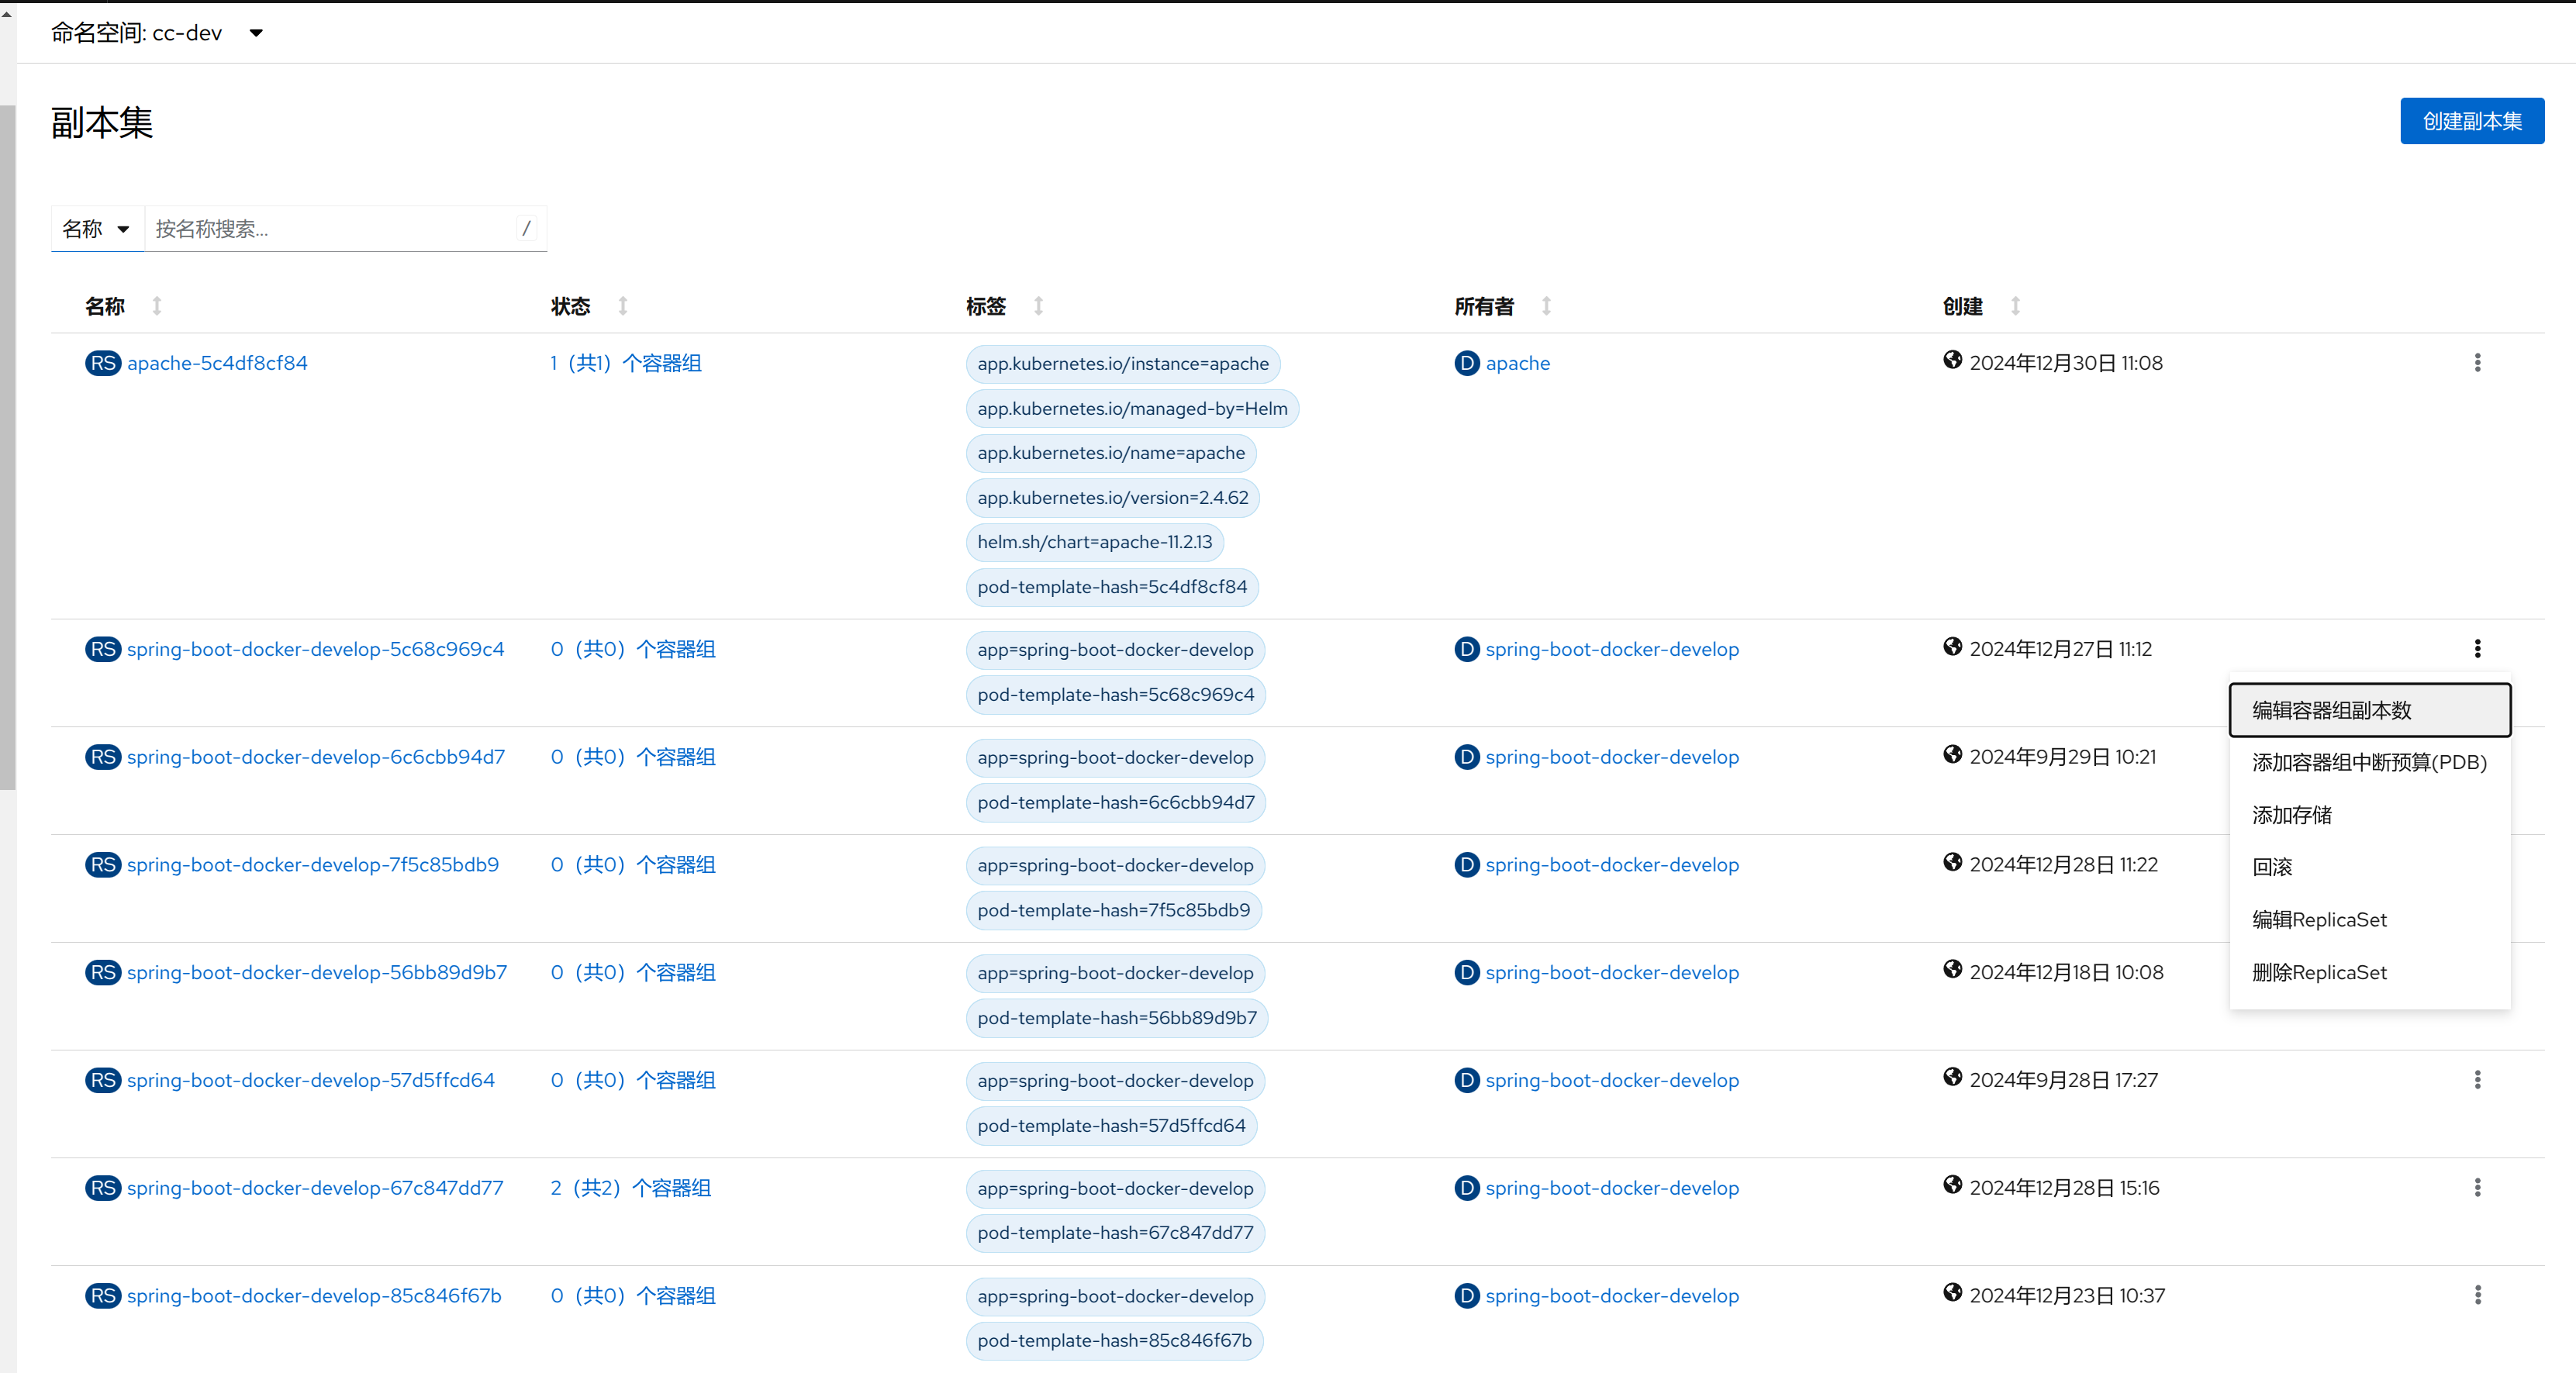 命名空间: cc-dev
副本集
创建副本集
名称
按名称搜索...
/
名称 状态 标签 所有者 创建
RS apache-5c4df8cf84 1（共1）个容器组 app.kubernetes.io/instance=apache D apache 2024年12月30日 11:08
app.kubernetes.io/managed-by=Helm
app.kubernetes.io/name=apache
app.kubernetes.io/version=2.4.62
helm.sh/chart=apache-11.2.13
pod-template-hash=5c4df8cf84
RS spring-boot-docker-develop-5c68c969c4 0（共0）个容器组 app=spring-boot-docker-develop D spring-boot-docker-develop 2024年12月27日 11:12
pod-template-hash=5c68c969c4
编辑容器组副本数
添加容器组中断预算(PDB)
添加存储
回滚
编辑ReplicaSet
删除ReplicaSet
RS spring-boot-docker-develop-6c6cbb94d7 0（共0）个容器组 app=spring-boot-docker-develop D spring-boot-docker-develop 2024年9月29日 10:21
pod-template-hash=6c6cbb94d7
RS spring-boot-docker-develop-7f5c85bdb9 0（共0）个容器组 app=spring-boot-docker-develop D spring-boot-docker-develop 2024年12月28日 11:22
pod-template-hash=7f5c85bdb9
RS spring-boot-docker-develop-56bb89d9b7 0（共0）个容器组 app=spring-boot-docker-develop D spring-boot-docker-develop 2024年12月18日 10:08
pod-template-hash=56bb89d9b7
RS spring-boot-docker-develop-57d5ffcd64 0（共0）个容器组 app=spring-boot-docker-develop D spring-boot-docker-develop 2024年9月28日 17:27
pod-template-hash=57d5ffcd64
RS spring-boot-docker-develop-67c847dd77 2（共2）个容器组 app=spring-boot-docker-develop D spring-boot-docker-develop 2024年12月28日 15:16
pod-template-hash=67c847dd77
RS spring-boot-docker-develop-85c846f67b 0（共0）个容器组 app=spring-boot-docker-develop D spring-boot-docker-develop 2024年12月23日 10:37
pod-template-hash=85c846f67b